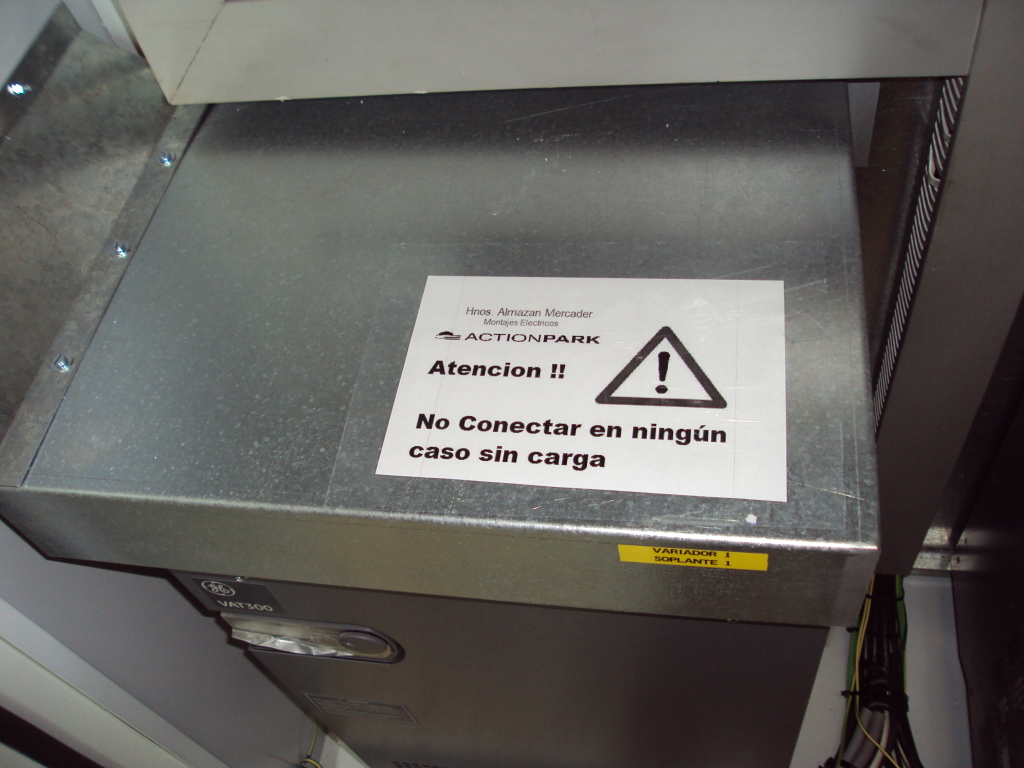 Hnos. Almazan Mercader
Montajes Electricos
ACTIONPARK
Atencion !!
No Conectar en ningún
caso sin carga
VARIADOR 1
SOPLANTE 1
VAT300